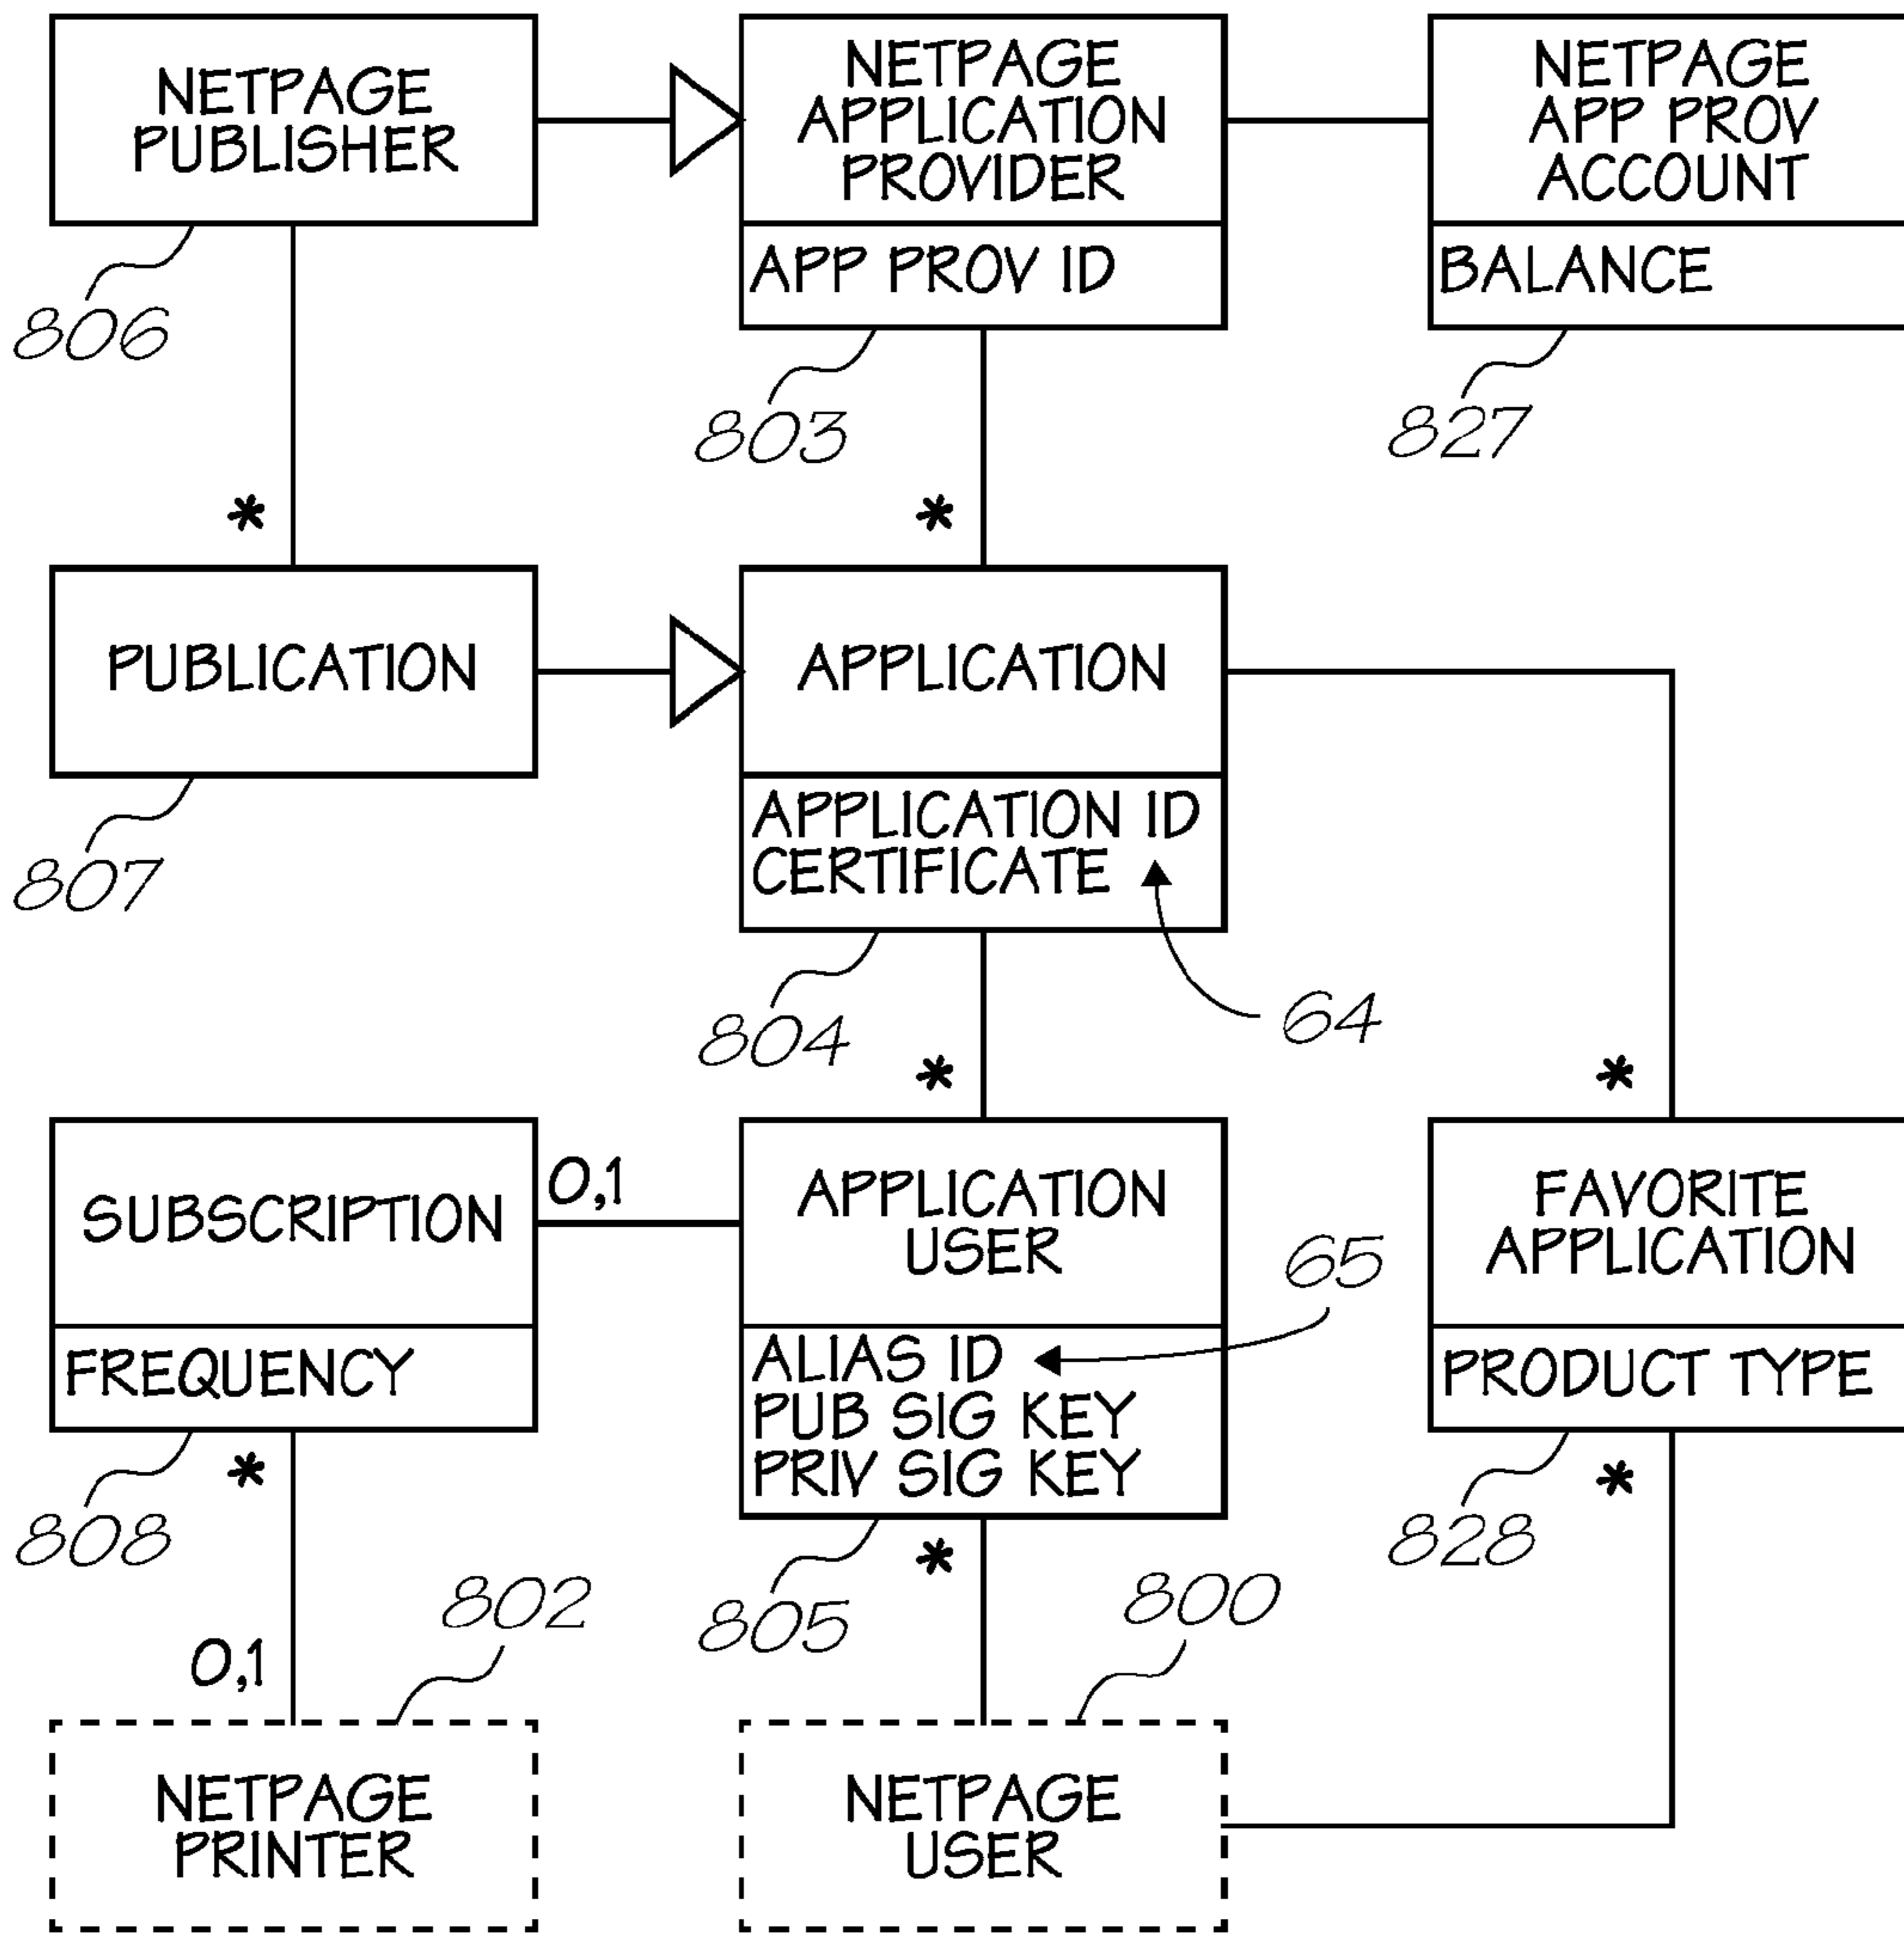 NETPAGE
PUBLISHER
NETPAGE
APPLICATION
PROVIDER
APP PROV ID
NETPAGE
APP PROV
ACCOUNT
BALANCE
806
803
827
*
*
PUBLICATION
APPLICATION
APPLICATION ID
CERTIFICATE
807
804
64
*
*
SUBSCRIPTION
FREQUENCY
0,1
APPLICATION
USER
ALIAS ID
PUB SIG KEY
PRIV SIG KEY
65
FAVORITE
APPLICATION
PRODUCT TYPE
808
*
802
805
*
800
828
*
0,1
NETPAGE
PRINTER
NETPAGE
USER